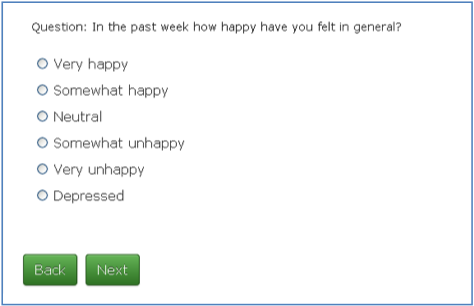 Question: In the past week how happy have you felt in general?
Very happy
Somewhat happy
Neutral
Somewhat unhappy
Very unhappy
Depressed
Back Next